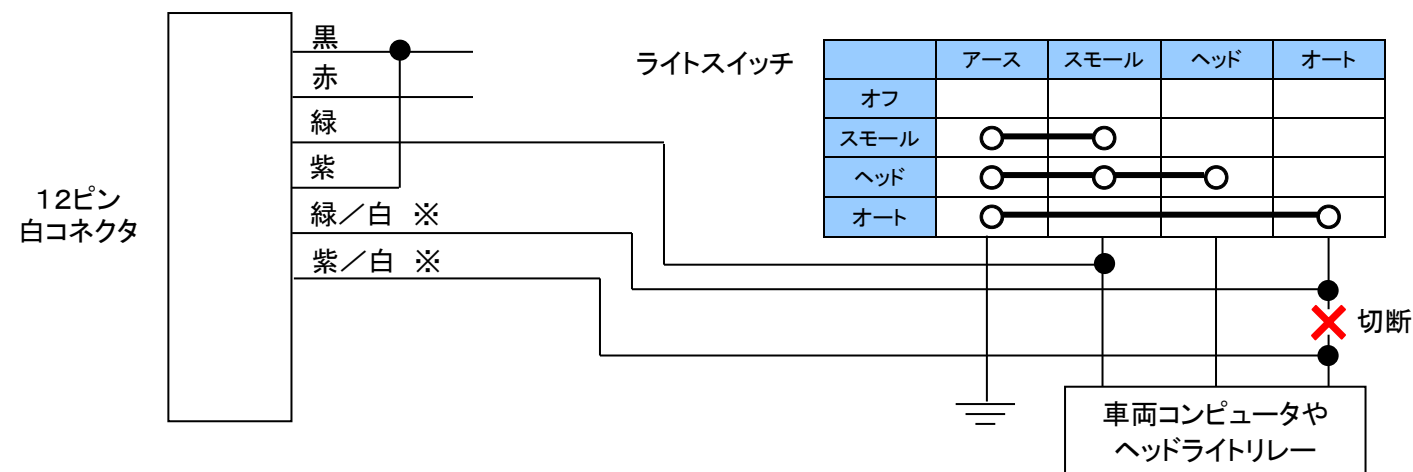 黒
赤
緑
紫
緑／白 ※
紫／白 ※
１２ピン
白コネクタ
ライトスイッチ
アース スモール ヘッド オート
オフ
スモール
ヘッド
オート
切断
車両コンピュータや
ヘッドライトリレー